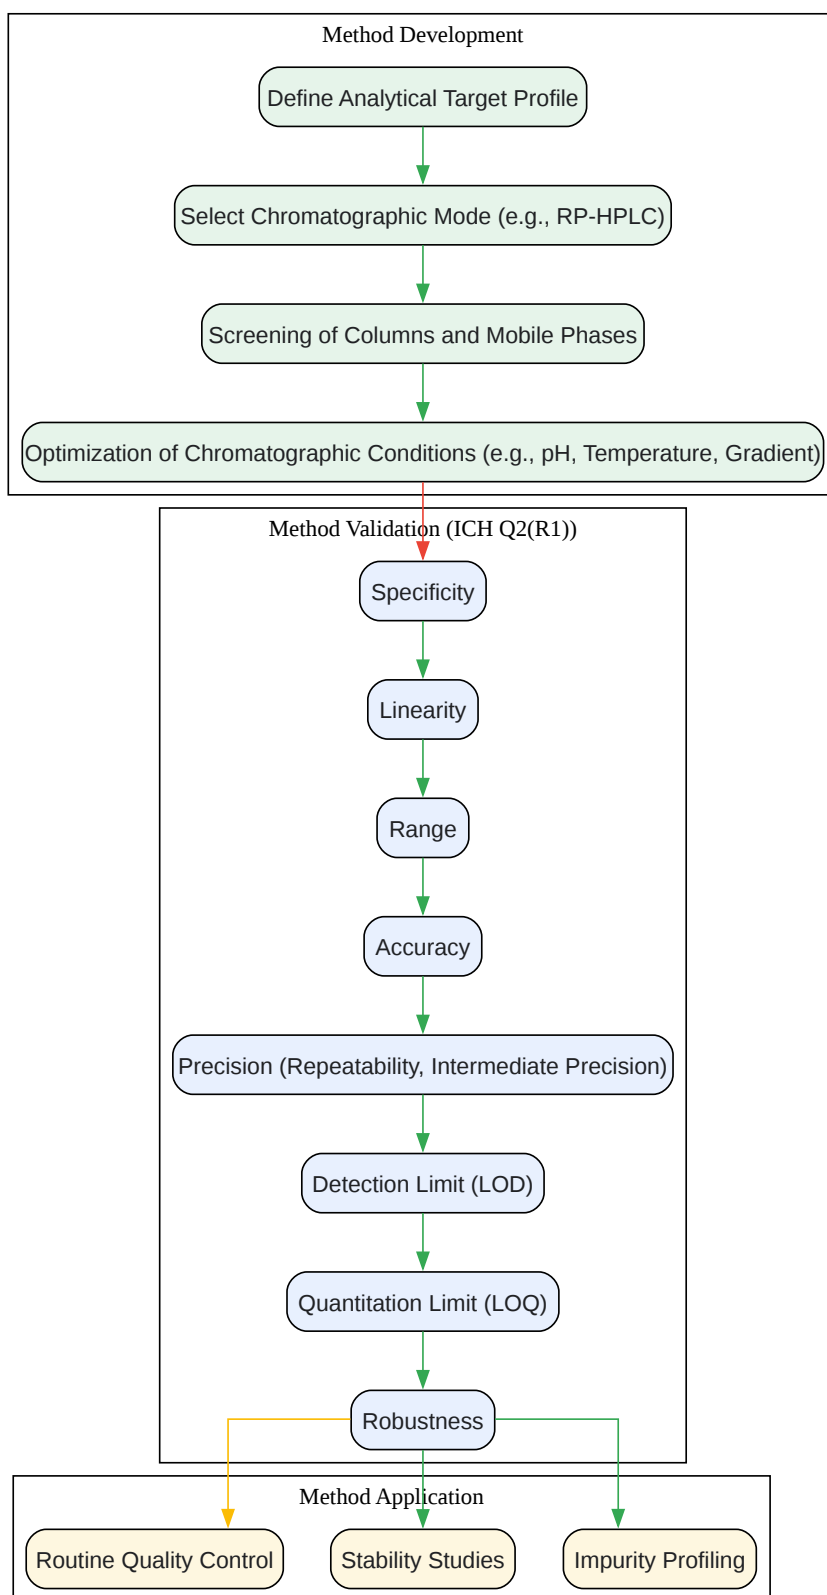 Method Development
Define Analytical Target Profile
Select Chromatographic Mode (e.g., RP-HPLC)
Screening of Columns and Mobile Phases
Optimization of Chromatographic Conditions (e.g., pH, Temperature, Gradient)
Method Validation (ICH Q2(R1))
Specificity
Linearity
Range
Accuracy
Precision (Repeatability, Intermediate Precision)
Detection Limit (LOD)
Quantitation Limit (LOQ)
Robustness
Method Application
Routine Quality Control
Stability Studies
Impurity Profiling